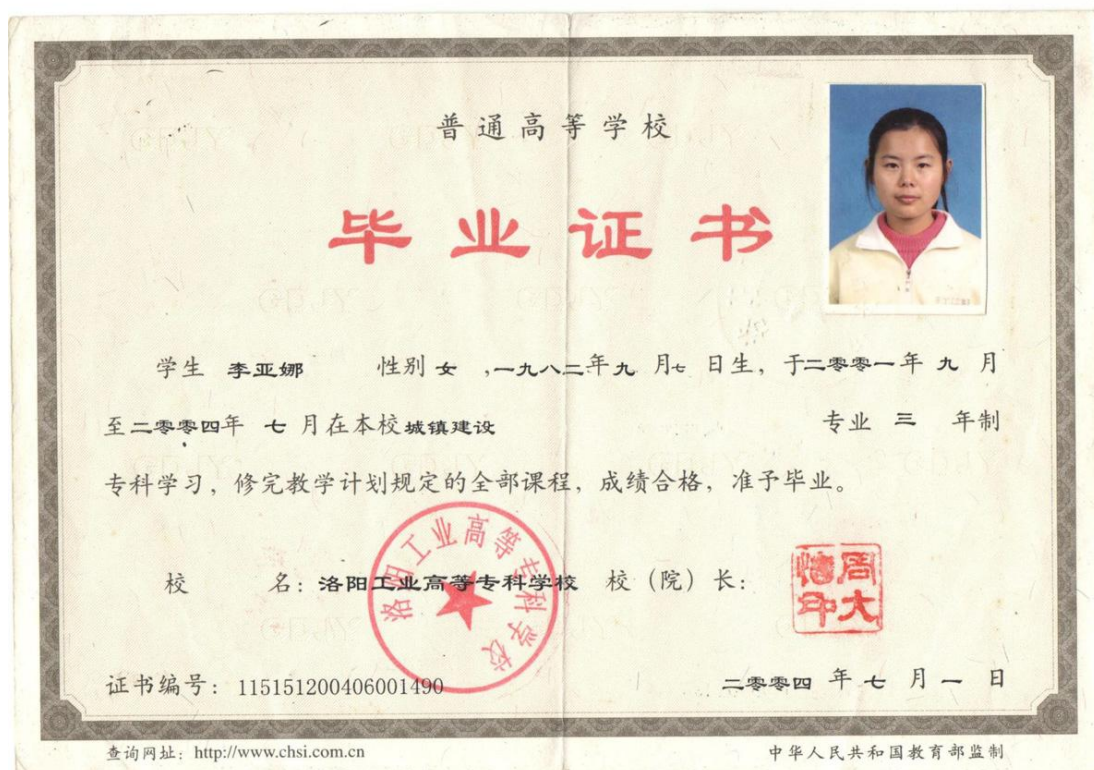 普通高等学校
毕业证书
学生 李亚娜 性别 女 ,一九八二年九 月七 日生，于二零零一年 九 月
至二零零四年 七 月在本校城镇建设 专业 三 年制
专科学习，修完教学计划规定的全部课程，成绩合格，准予毕业。
洛阳工业高等专科学校
校 名：洛阳工业高等专科学校 校（院）长：
证书编号：115151200406001490
二零零四 年 七 月 一 日
查询网址：http://www.chsi.com.cn
中华人民共和国教育部监制